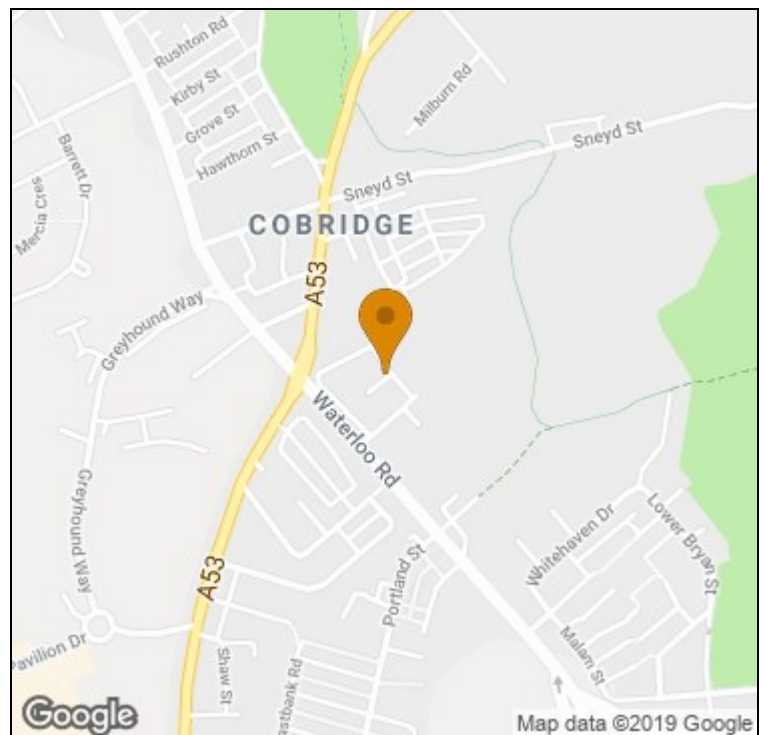 Rushton Rd
Kirby St
Grove St
Hawthorn St
Milburn Rd
Sneyd St
Sneyd St
Barrett Dr
Mercia Cres
COBRIDGE
A53
Greyhound Way
Waterloo Rd
Greyhound Way
Whitehaven Dr
Lower Bryan St
Portland St
A53
Malam St
Pavilion Dr
Shaw St
astbank Rd
Google
Map data ©2019 Google